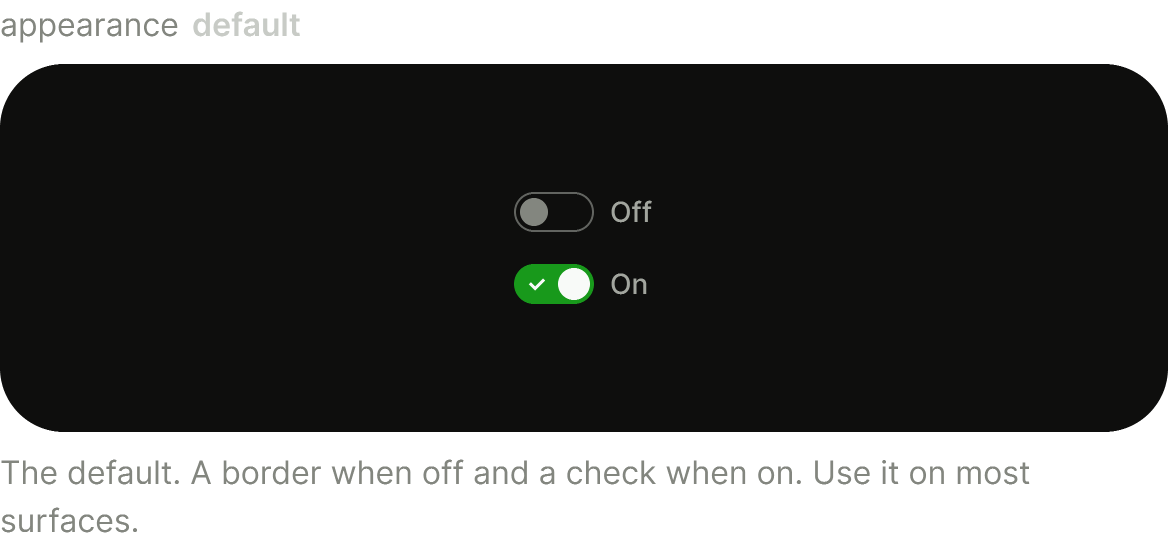 appearance default
Off
On
The default. A border when off and a check when on. Use it on most
surfaces.